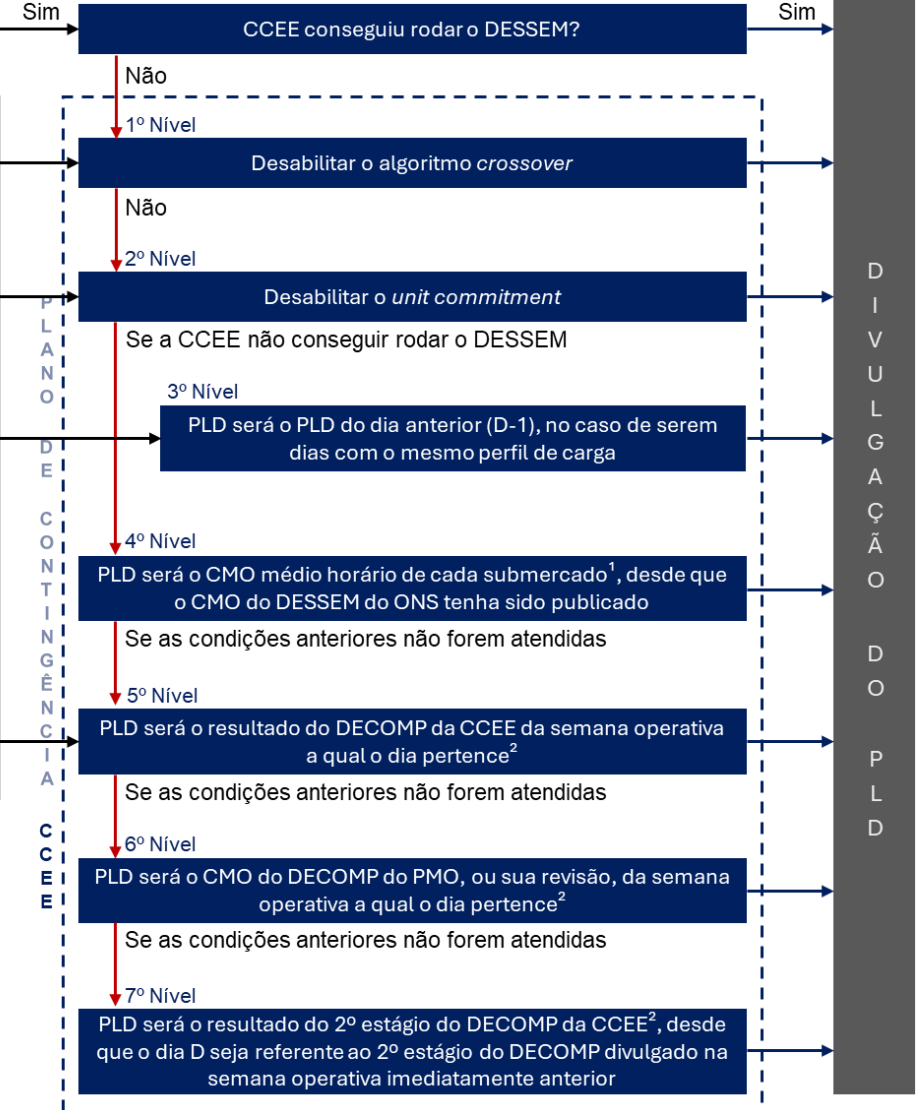 Sim
CCEE conseguiu rodar o DESSEM?
Sim
Não
1º Nível
Desabilitar o algoritmo crossover
Não
2º Nível
Desabilitar o unit commitment
Se a CCEE não conseguir rodar o DESSEM
3º Nível
PLD será o PLD do dia anterior (D-1), no caso de serem
dias com o mesmo perfil de carga
4º Nível
PLD será o CMO médio horário de cada submercado¹, desde que
o CMO do DESSEM do ONS tenha sido publicado
Se as condições anteriores não forem atendidas
5º Nível
PLD será o resultado do DECOMP da CCEE da semana operativa
a qual o dia pertence²
Se as condições anteriores não forem atendidas
6º Nível
PLD será o CMO do DECOMP do PMO, ou sua revisão, da semana
operativa a qual o dia pertence²
Se as condições anteriores não forem atendidas
7º Nível
PLD será o resultado do 2º estágio do DECOMP da CCEE², desde
que o dia D seja referente ao 2º estágio do DECOMP divulgado na
semana operativa imediatamente anterior
PLANO DE CONTINGÊNCIA CCEE
DIVULGAÇÃO DO PLD